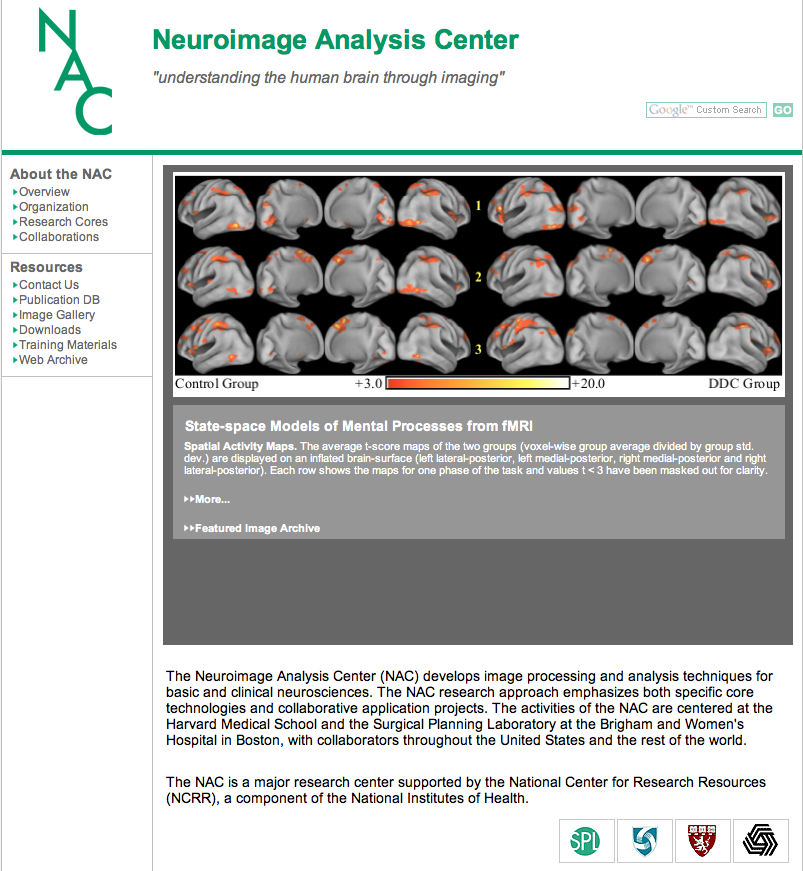 NAC
Neuroimage Analysis Center
"understanding the human brain through imaging"
Google™ Custom Search GO
About the NAC
Overview
Organization
Research Cores
Collaborations
Resources
Contact Us
Publication DB
Image Gallery
Downloads
Training Materials
Web Archive
1
2
3
Control Group +3.0 +20.0 DDC Group
State-space Models of Mental Processes from fMRI
Spatial Activity Maps. The average t-score maps of the two groups (voxel-wise group average divided by group std.
dev.) are displayed on an inflated brain-surface (left lateral-posterior, left medial-posterior, right medial-posterior and right
lateral-posterior). Each row shows the maps for one phase of the task and values t < 3 have been masked out for clarity.
More...
Featured Image Archive
The Neuroimage Analysis Center (NAC) develops image processing and analysis techniques for
basic and clinical neurosciences. The NAC research approach emphasizes both specific core
technologies and collaborative application projects. The activities of the NAC are centered at the
Harvard Medical School and the Surgical Planning Laboratory at the Brigham and Women's
Hospital in Boston, with collaborators throughout the United States and the rest of the world.
The NAC is a major research center supported by the National Center for Research Resources
(NCRR), a component of the National Institutes of Health.
SPL